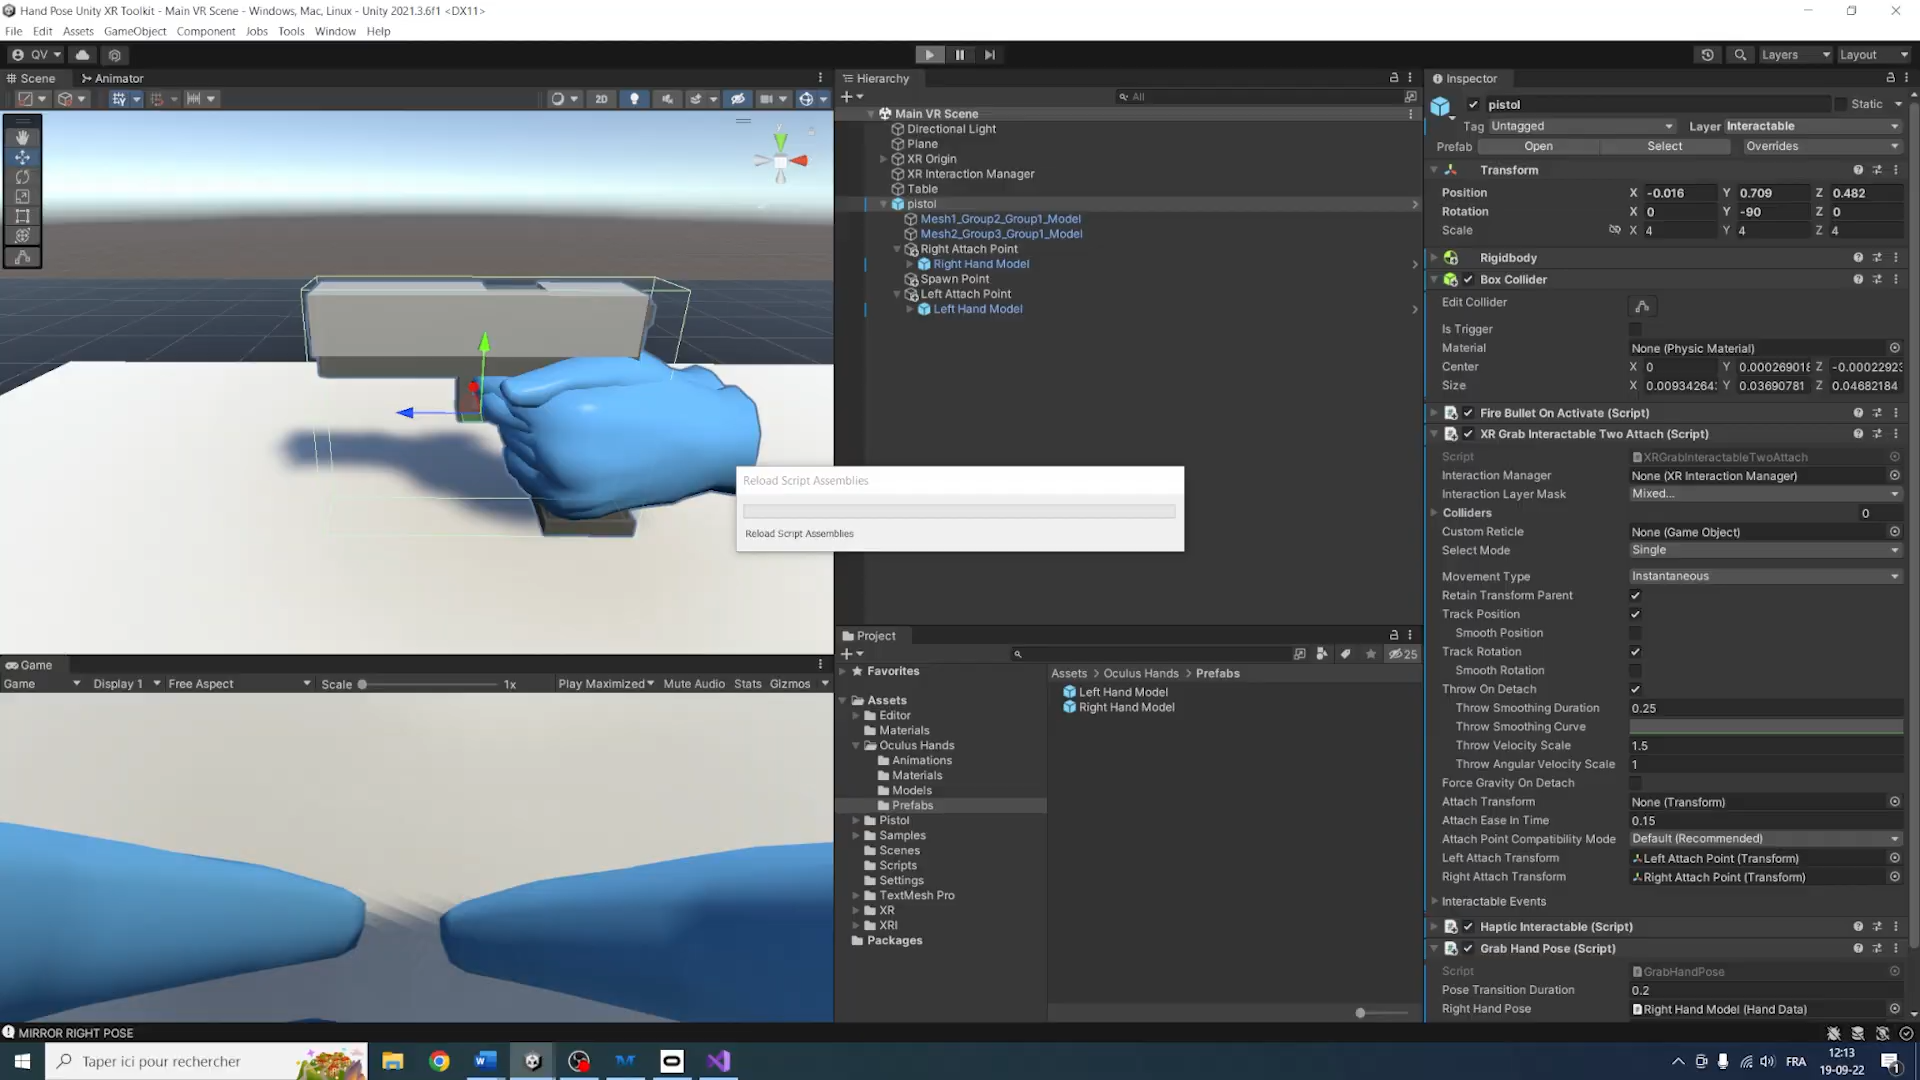 Hand Pose Unity XR Toolkit - Main VR Scene - Windows, Mac, Linux - Unity 2021.3.6f1 <DX11>
File Edit Assets GameObject Component Jobs Tools Window Help
QV Layers Layout
Scene Animator
2D
Hierarchy
All
Main VR Scene
Directional Light
Plane
XR Origin
XR Interaction Manager
Table
pistol
Mesh1_Group2_Group1_Model
Mesh2_Group3_Group1_Model
Right Attach Point
Right Hand Model
Spawn Point
Left Attach Point
Left Hand Model
Reload Script Assemblies
Reload Script Assemblies
Game
Game Display 1 Free Aspect Scale 1x Play Maximized Mute Audio Stats Gizmos
Project
25
Favorites
Assets
Editor
Materials
Oculus Hands
Animations
Materials
Models
Prefabs
Pistol
Samples
Scenes
Scripts
Settings
TextMesh Pro
XR
XRI
Packages
Assets > Oculus Hands > Prefabs
Left Hand Model
Right Hand Model
Inspector
pistol Static
Tag Untagged Layer Interactable
Prefab Open Select Overrides
Transform
Position X -0.016 Y 0.709 Z 0.482
Rotation X 0 Y -90 Z 0
Scale X 4 Y 4 Z 4
Rigidbody
Box Collider
Edit Collider
Is Trigger
Material None (Physic Material)
Center X 0 Y 0.000269018 Z -0.00022923
Size X 0.00934264 Y 0.03690781 Z 0.04682184
Fire Bullet On Activate (Script)
XR Grab Interactable Two Attach (Script)
Script XRGrabInteractableTwoAttach
Interaction Manager None (XR Interaction Manager)
Interaction Layer Mask Mixed...
Colliders 0
Custom Reticle None (Game Object)
Select Mode Single
Movement Type Instantaneous
Retain Transform Parent
Track Position
Smooth Position
Track Rotation
Smooth Rotation
Throw On Detach
Throw Smoothing Duration 0.25
Throw Smoothing Curve
Throw Velocity Scale 1.5
Throw Angular Velocity Scale 1
Force Gravity On Detach
Attach Transform None (Transform)
Attach Ease In Time 0.15
Attach Point Compatibility Mode Default (Recommended)
Left Attach Transform Left Attach Point (Transform)
Right Attach Transform Right Attach Point (Transform)
Interactable Events
Haptic Interactable (Script)
Grab Hand Pose (Script)
Script GrabHandPose
Pose Transition Duration 0.2
Right Hand Pose Right Hand Model (Hand Data)
MIRROR RIGHT POSE
Taper ici pour rechercher
FRA
12:13
19-09-22
1